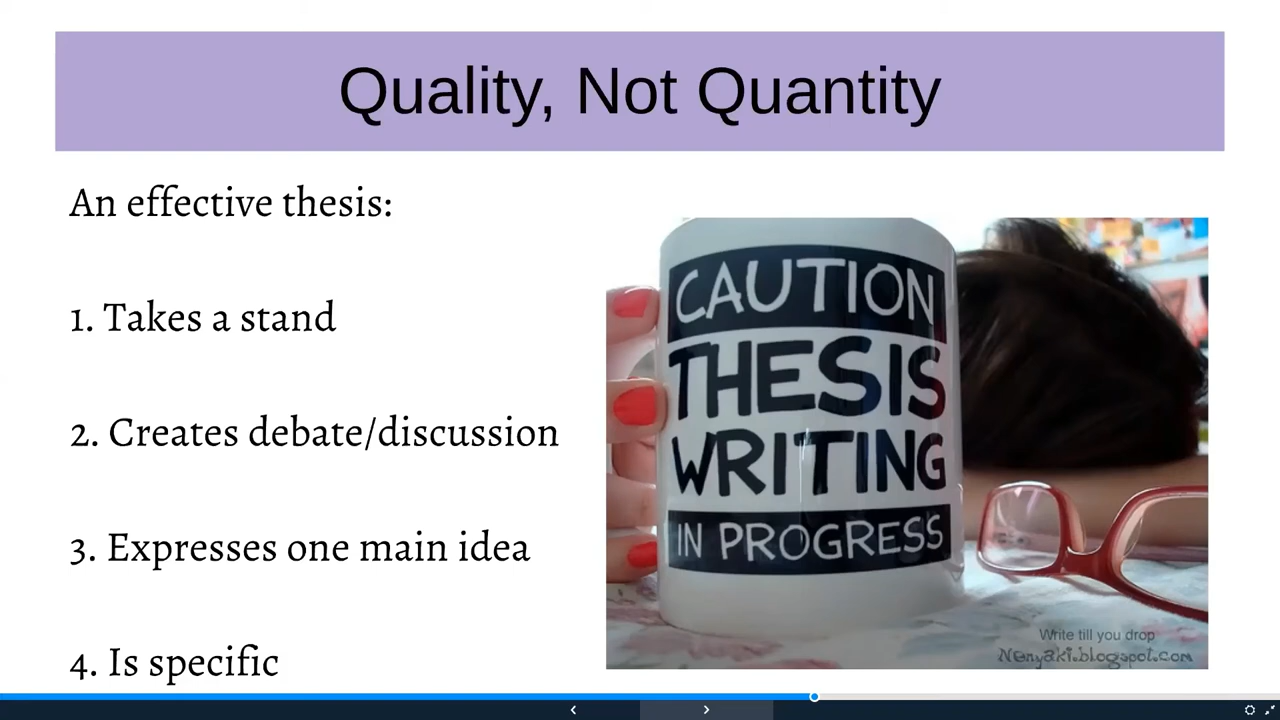 Quality, Not Quantity
An effective thesis:
1. Takes a stand
2. Creates debate/discussion
3. Expresses one main idea
4. Is specific
CAUTION
THESIS
WRITING
IN PROGRESS
Write till you drop
Nenyaki.blogspot.com